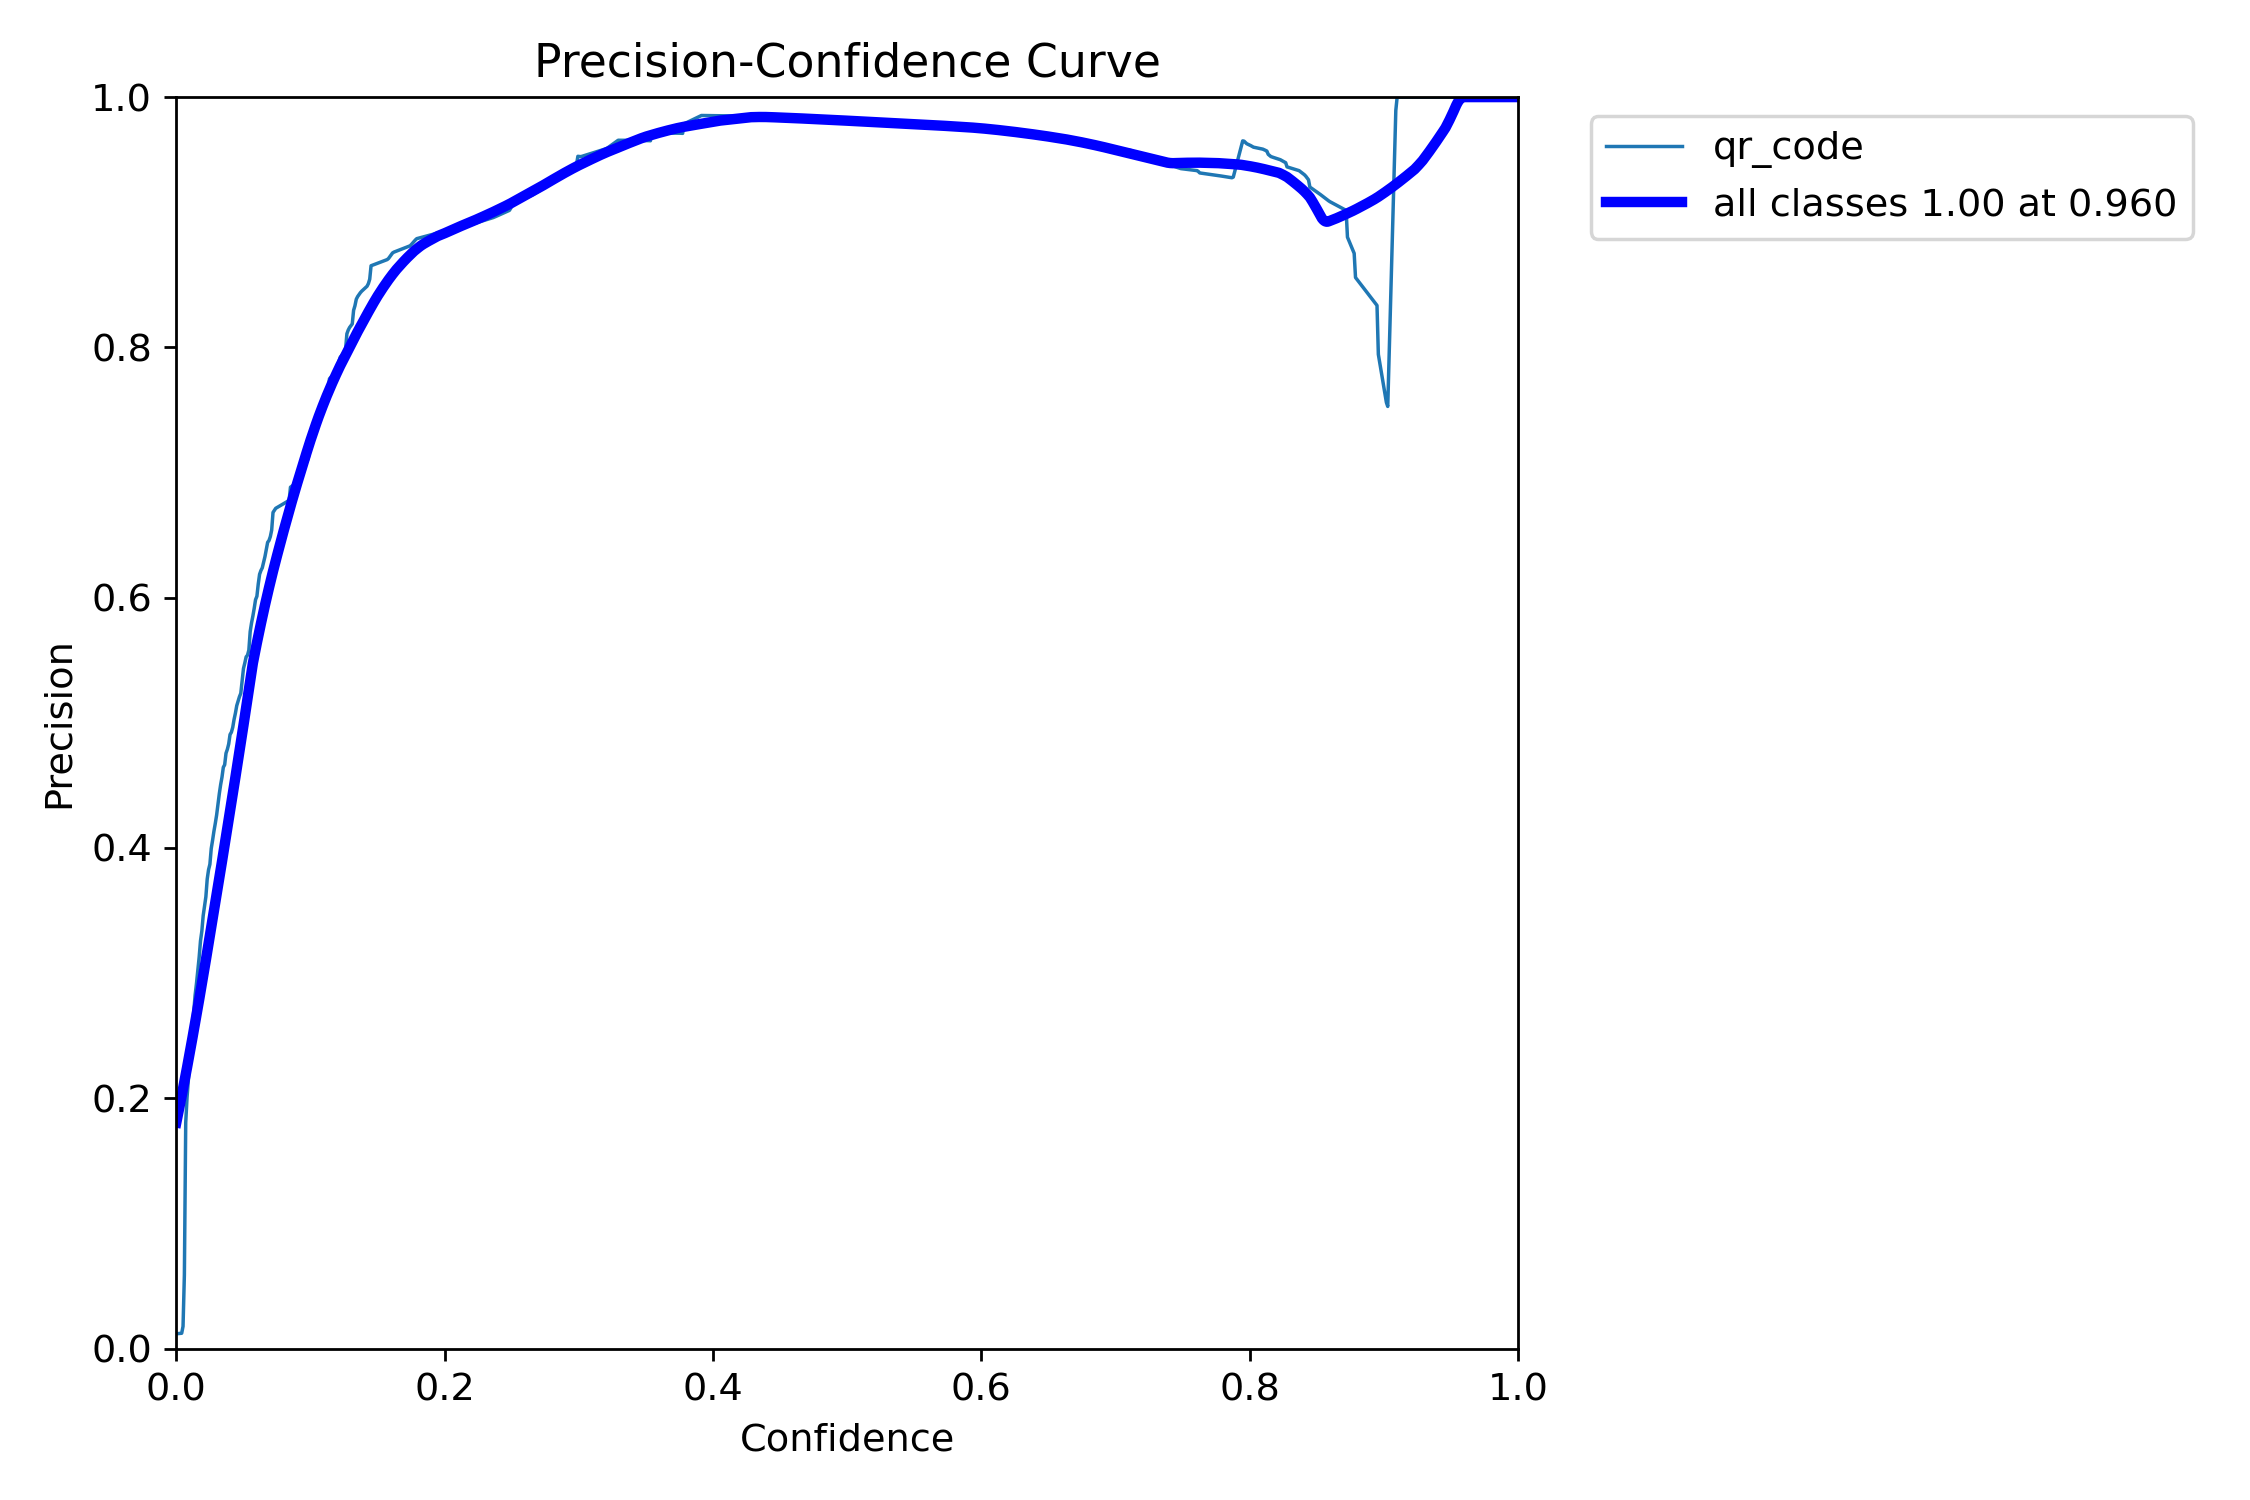 Precision-Confidence Curve
1.0
0.8
0.6
0.4
0.2
0.0
Precision
0.0 0.2 0.4 0.6 0.8 1.0
Confidence
qr_code
all classes 1.00 at 0.960